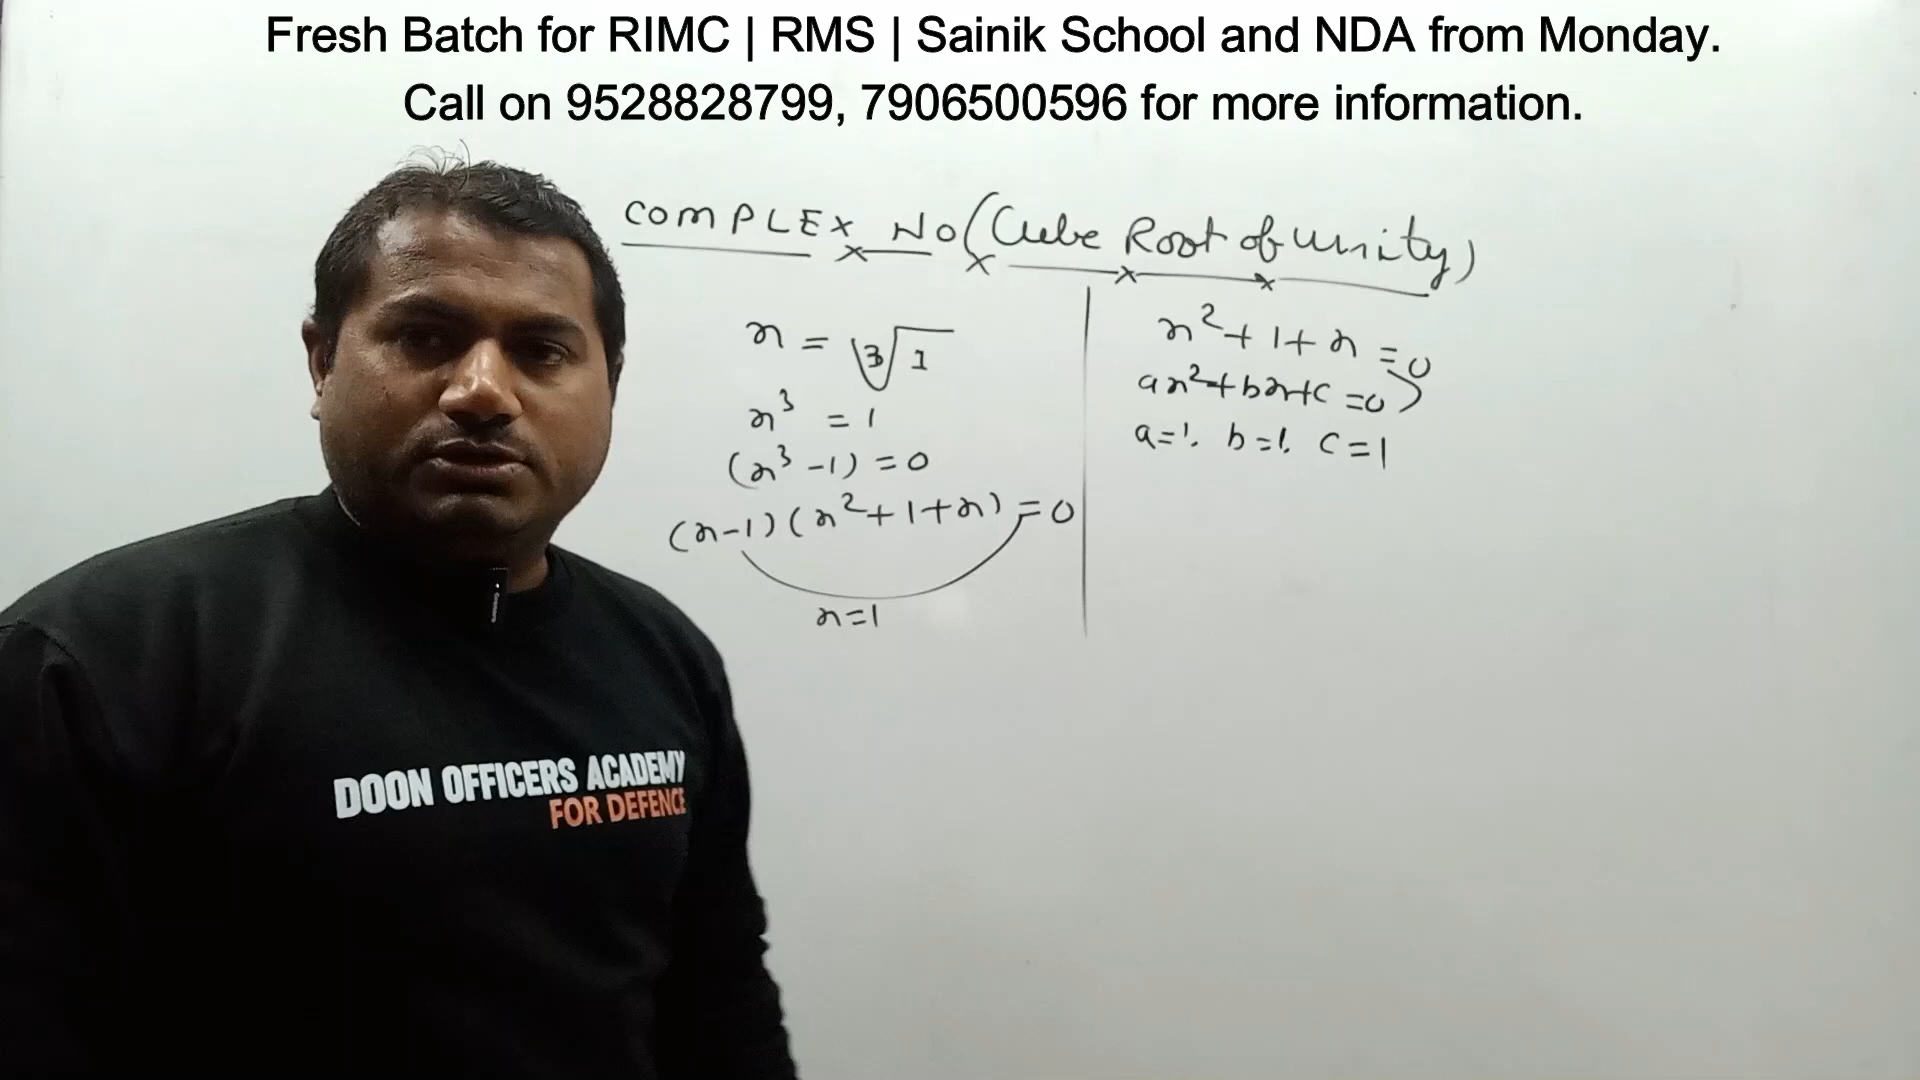 Fresh Batch for RIMC | RMS | Sainik School and NDA from Monday.
Call on 9528828799, 7906500596 for more information.
COMPLEX NO (Cube Root of Unity)
x = ∛1
x³ = 1
(x³ -1) = 0
(x-1) (x² + 1 + x) = 0
x=1
x² + 1 + x = 0
ax² + bx + c = 0
a=1, b=1, c=1
DOON OFFICERS ACADEMY
FOR DEFENCE